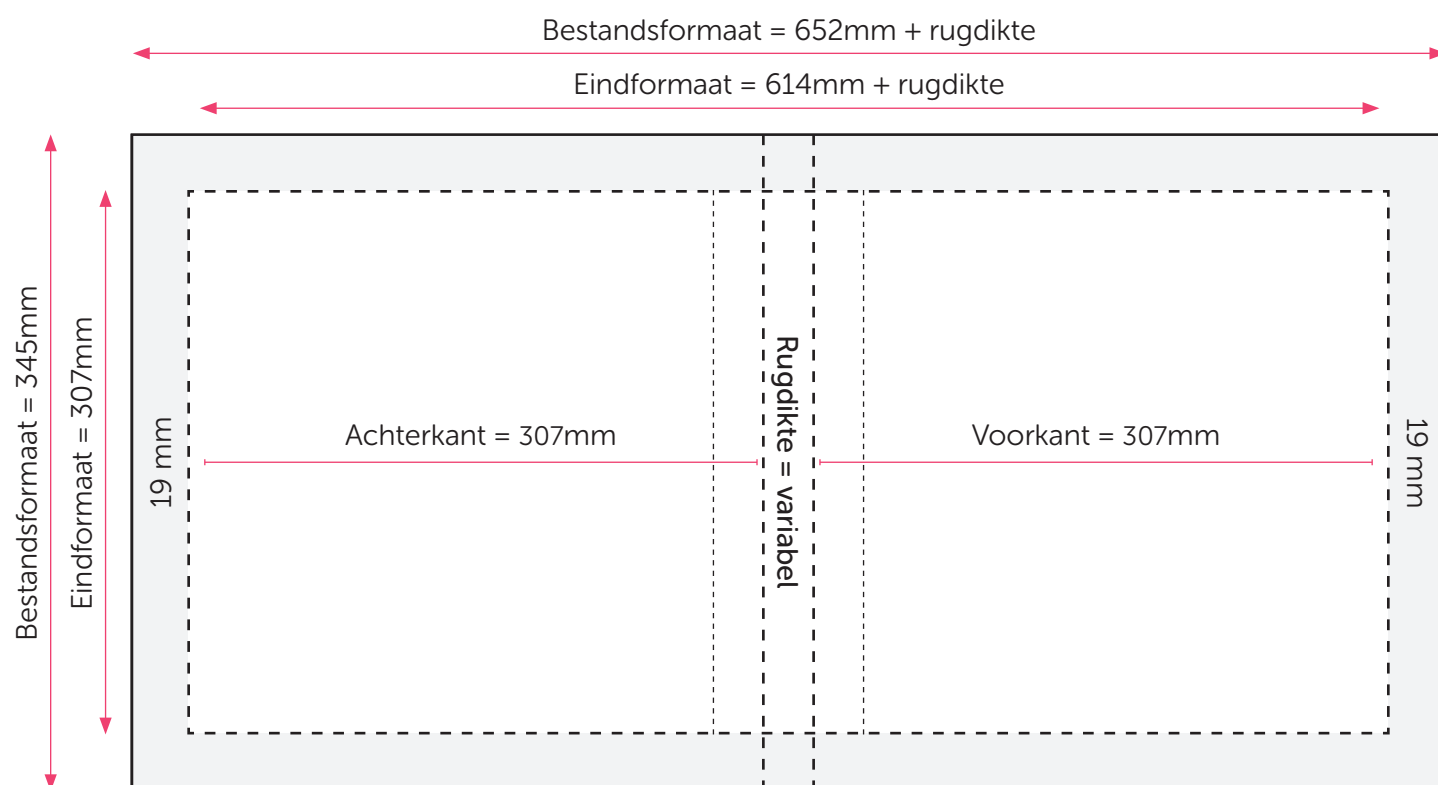 Bestandsformaat = 652mm + rugdikte
Eindformaat = 614mm + rugdikte
Bestandsformaat = 345mm
Eindformaat = 307mm
19 mm
Achterkant = 307mm
Rugdikte = variabel
Voorkant = 307mm
19 mm